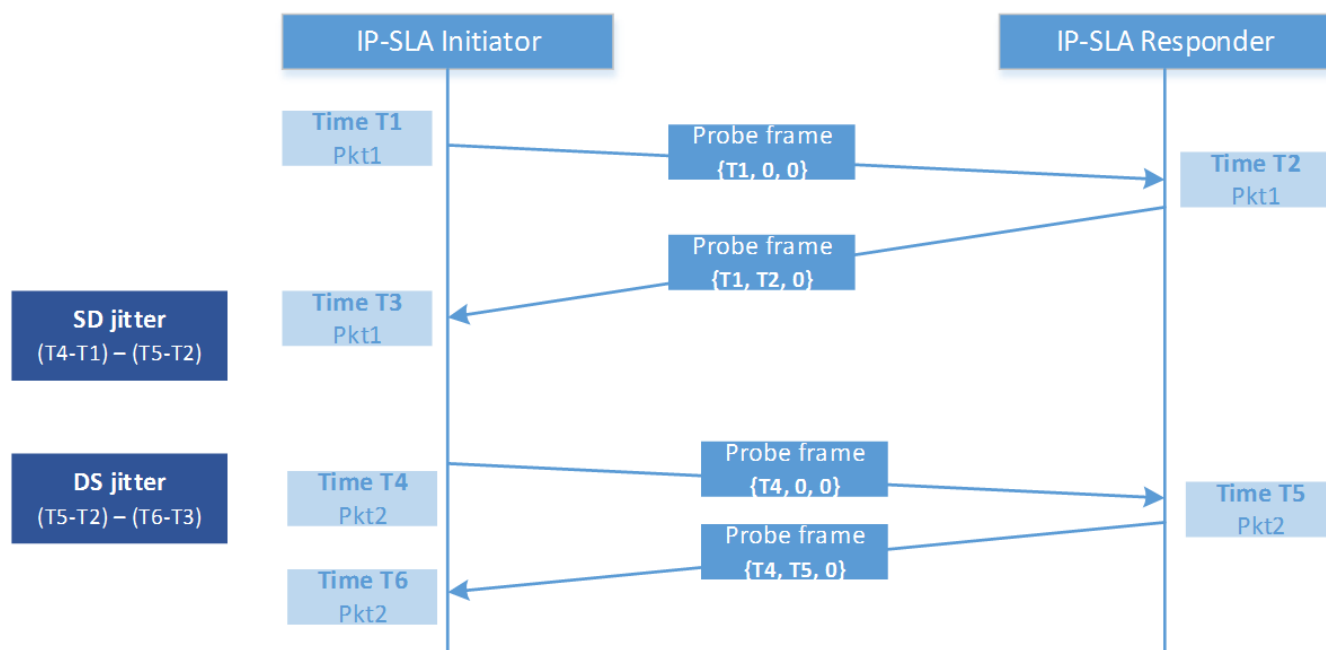 IP-SLA Initiator
IP-SLA Responder
Time T1
Pkt1
Probe frame
{T1, 0, 0}
Time T2
Pkt1
Probe frame
{T1, T2, 0}
SD jitter
(T4-T1) – (T5-T2)
Time T3
Pkt1
DS jitter
(T5-T2) – (T6-T3)
Time T4
Pkt2
Probe frame
{T4, 0, 0}
Time T5
Pkt2
Probe frame
{T4, T5, 0}
Time T6
Pkt2